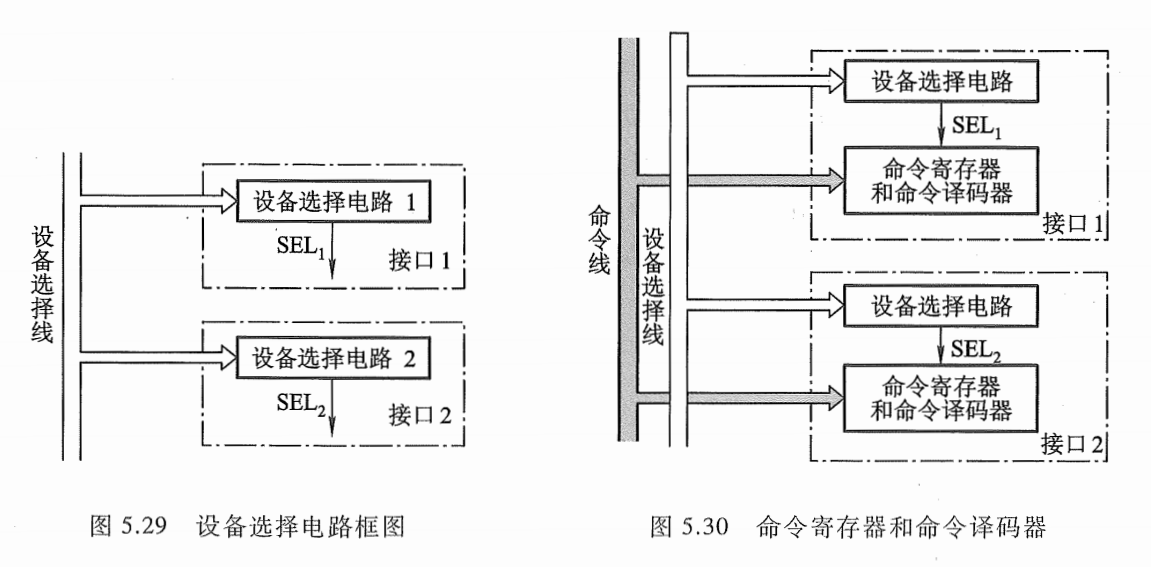 设备选择线
设备选择电路 1
SEL₁
接口1
设备选择电路 2
SEL₂
接口2
图 5.29 设备选择电路框图
命令线
设备选择线
设备选择电路
SEL₁
命令寄存器
和命令译码器
接口1
设备选择电路
SEL₂
命令寄存器
和命令译码器
接口2
图 5.30 命令寄存器和命令译码器